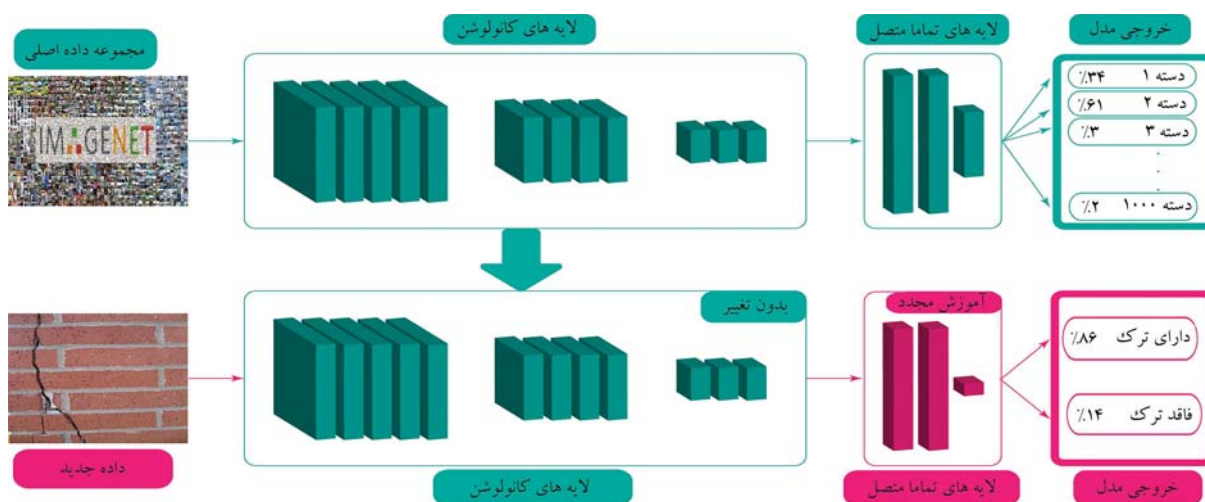 خروجی مدل
لایه های تماما متصل
لایه های کانولوشن
مجموعه داده اصلی
IMAGENET
دسته ۱ ٪۳۴
دسته ۲ ٪۶۱
دسته ۳ ٪۳
.
.
.
دسته ۱۰۰۰ ٪۲
بدون تغییر
آموزش مجدد
دارای ترک ٪۸۶
فاقد ترک ٪۱۴
خروجی مدل
لایه های تماما متصل
لایه های کانولوشن
داده جدید